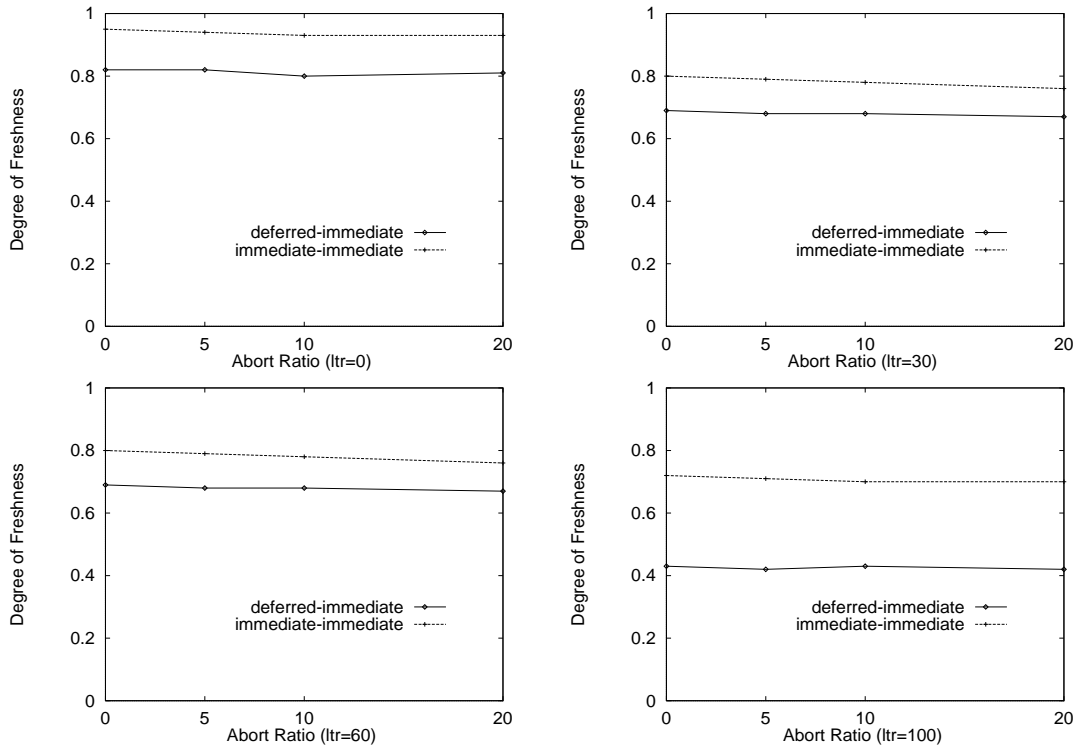 1
0.8
0.6
0.4
0.2
0
Degree of Freshness
deferred-immediate
immediate-immediate
0 5 10 20
Abort Ratio (ltr=0)
1
0.8
0.6
0.4
0.2
0
Degree of Freshness
deferred-immediate
immediate-immediate
0 5 10 20
Abort Ratio (ltr=30)
1
0.8
0.6
0.4
0.2
0
Degree of Freshness
deferred-immediate
immediate-immediate
0 5 10 20
Abort Ratio (ltr=60)
1
0.8
0.6
0.4
0.2
0
Degree of Freshness
deferred-immediate
immediate-immediate
0 5 10 20
Abort Ratio (ltr=100)